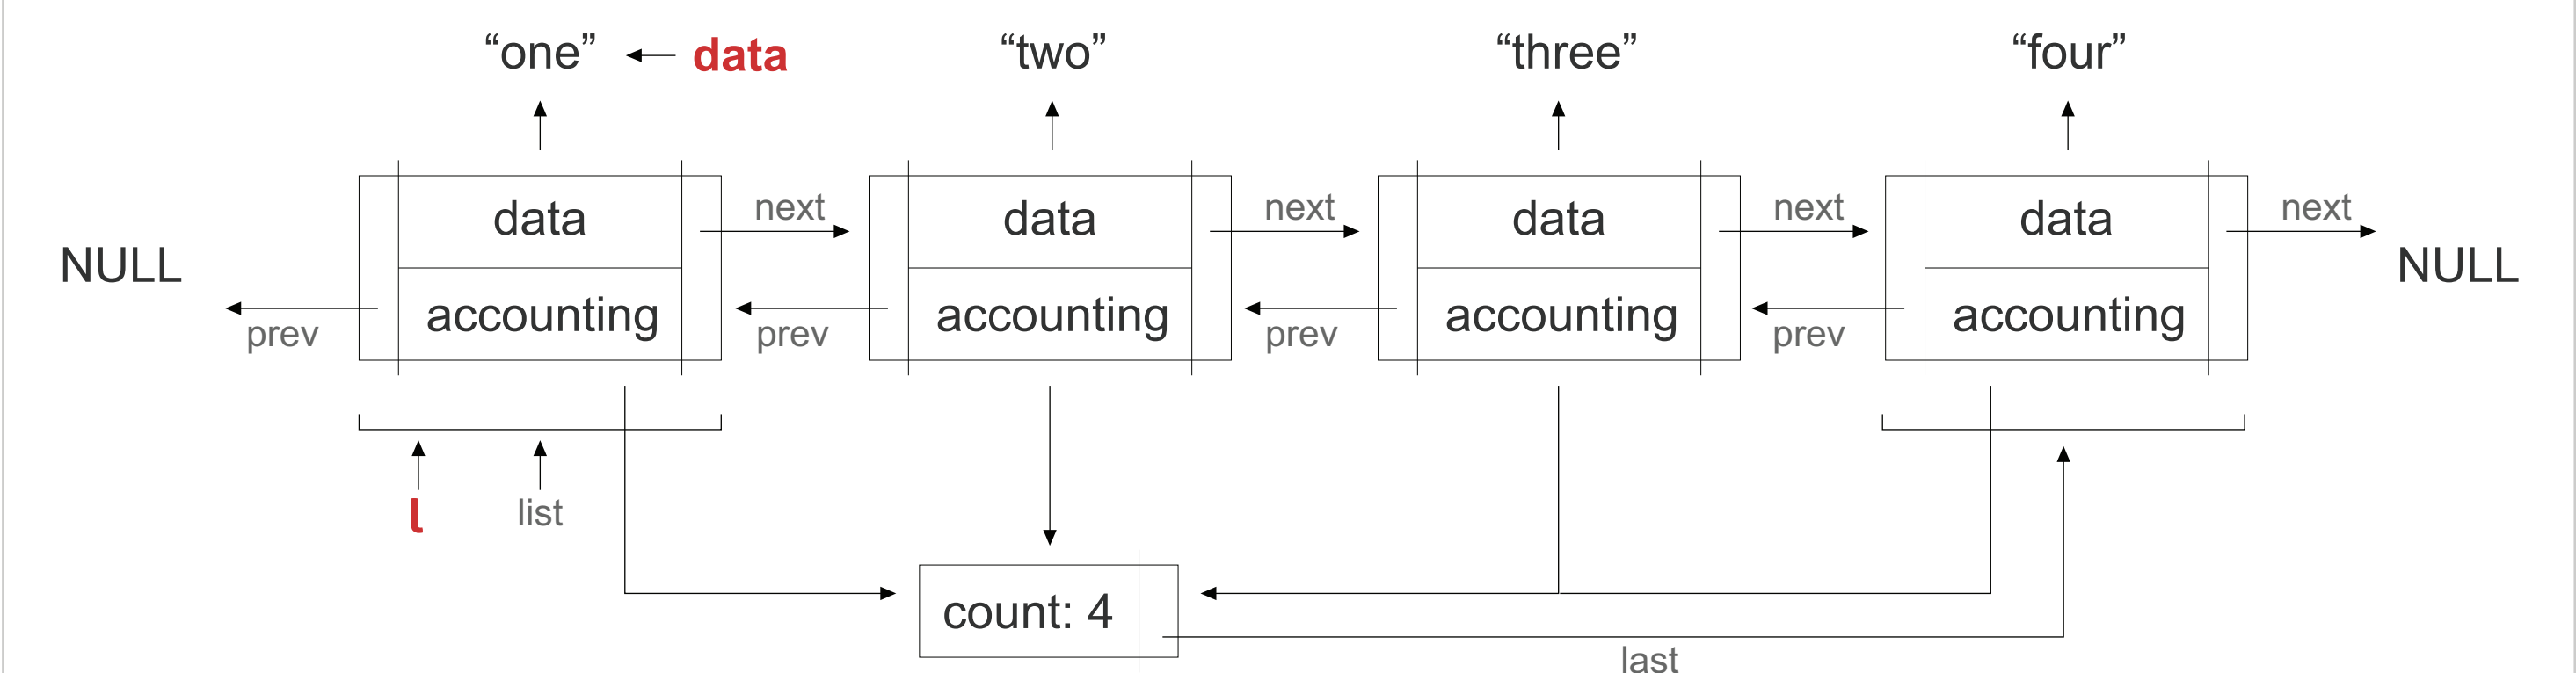 “one” data “two” “three” “four”
data next data next data next data next
NULL NULL
accounting accounting accounting accounting
prev prev prev prev
l list
count: 4
last